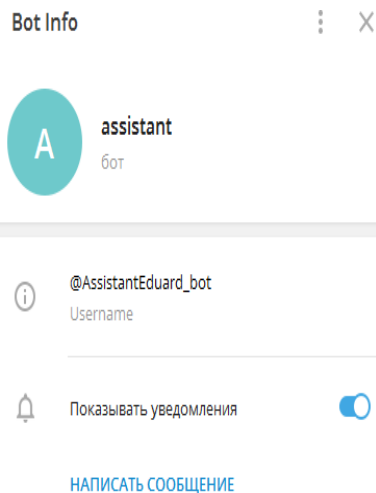 Bot Info
A
assistant
бот
@AssistantEduard_bot
Username
Показывать уведомления
НАПИСАТЬ СООБЩЕНИЕ